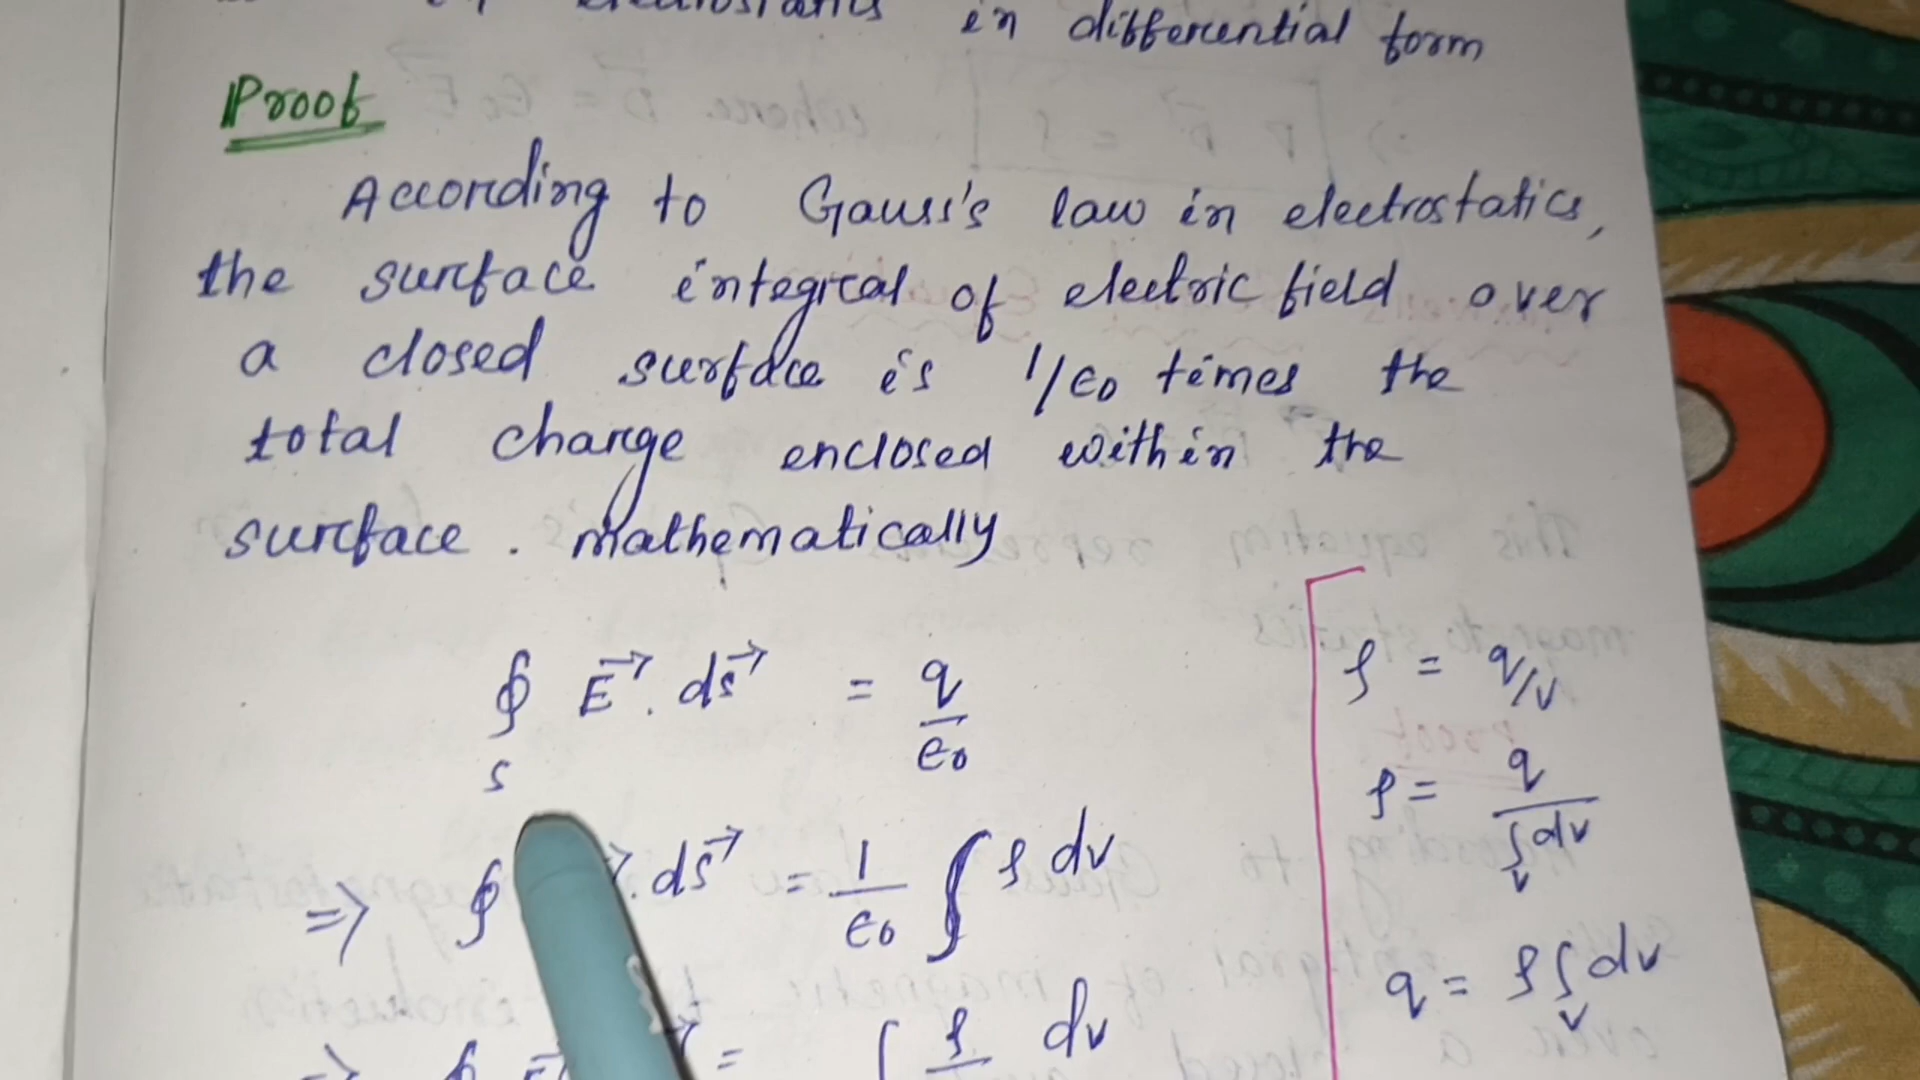 electrostatics in differential form
Proof
According to Gauss's law in electrostatics,
the surface integral of electric field over
a closed surface is 1/ϵ0 times the
total charge enclosed within the
surface. mathematically
∮ E⃗. ds⃗ = q/ϵ0
s
ρ = q/v
ρ = q/∫v dv
⇒ ∮ . ds⃗ = 1/ϵ0 ∫ ρ dv
q = ρ ∫v dv
⇒ ∮ E = ∫ ρ dv